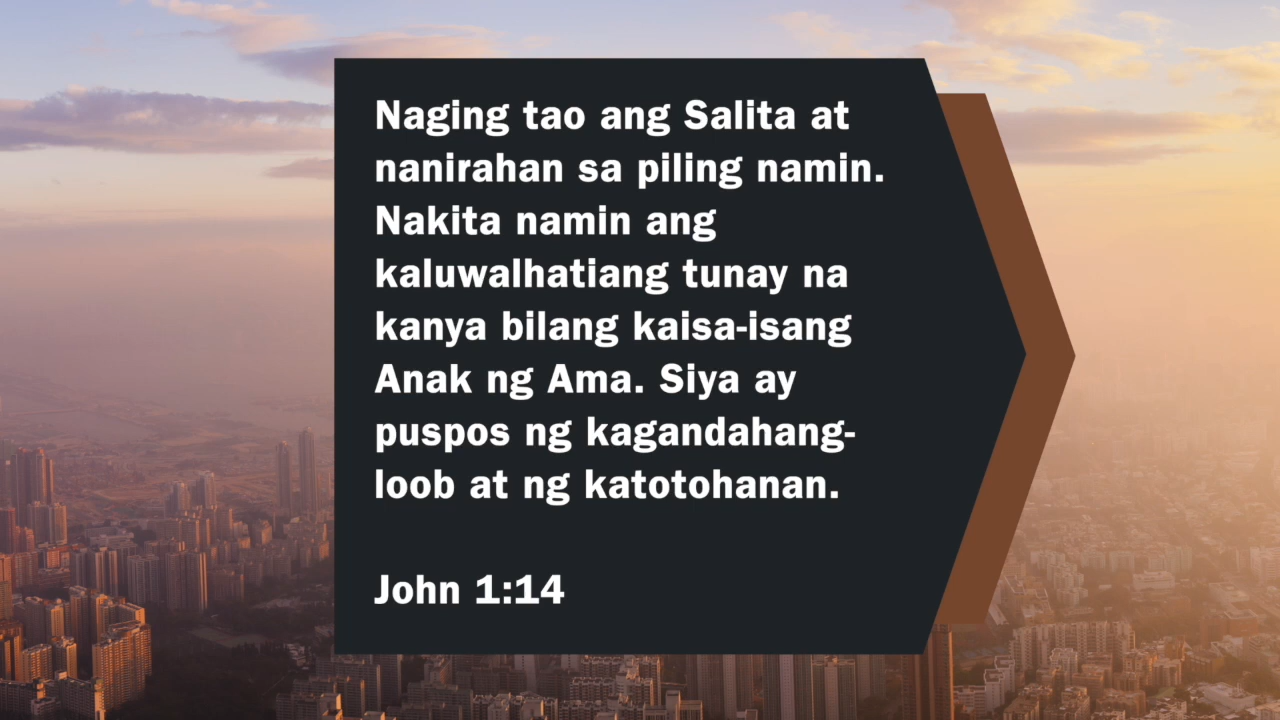 Naging tao ang Salita at
nanirahan sa piling namin.
Nakita namin ang
kaluwalhatiang tunay na
kanya bilang kaisa-isang
Anak ng Ama. Siya ay
puspos ng kagandahang-
loob at ng katotohanan.
John 1:14